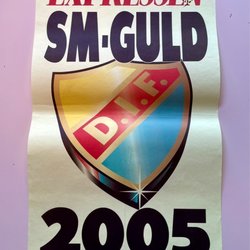 EXPRESSEN
SM-GULD
D.I.F.
2005